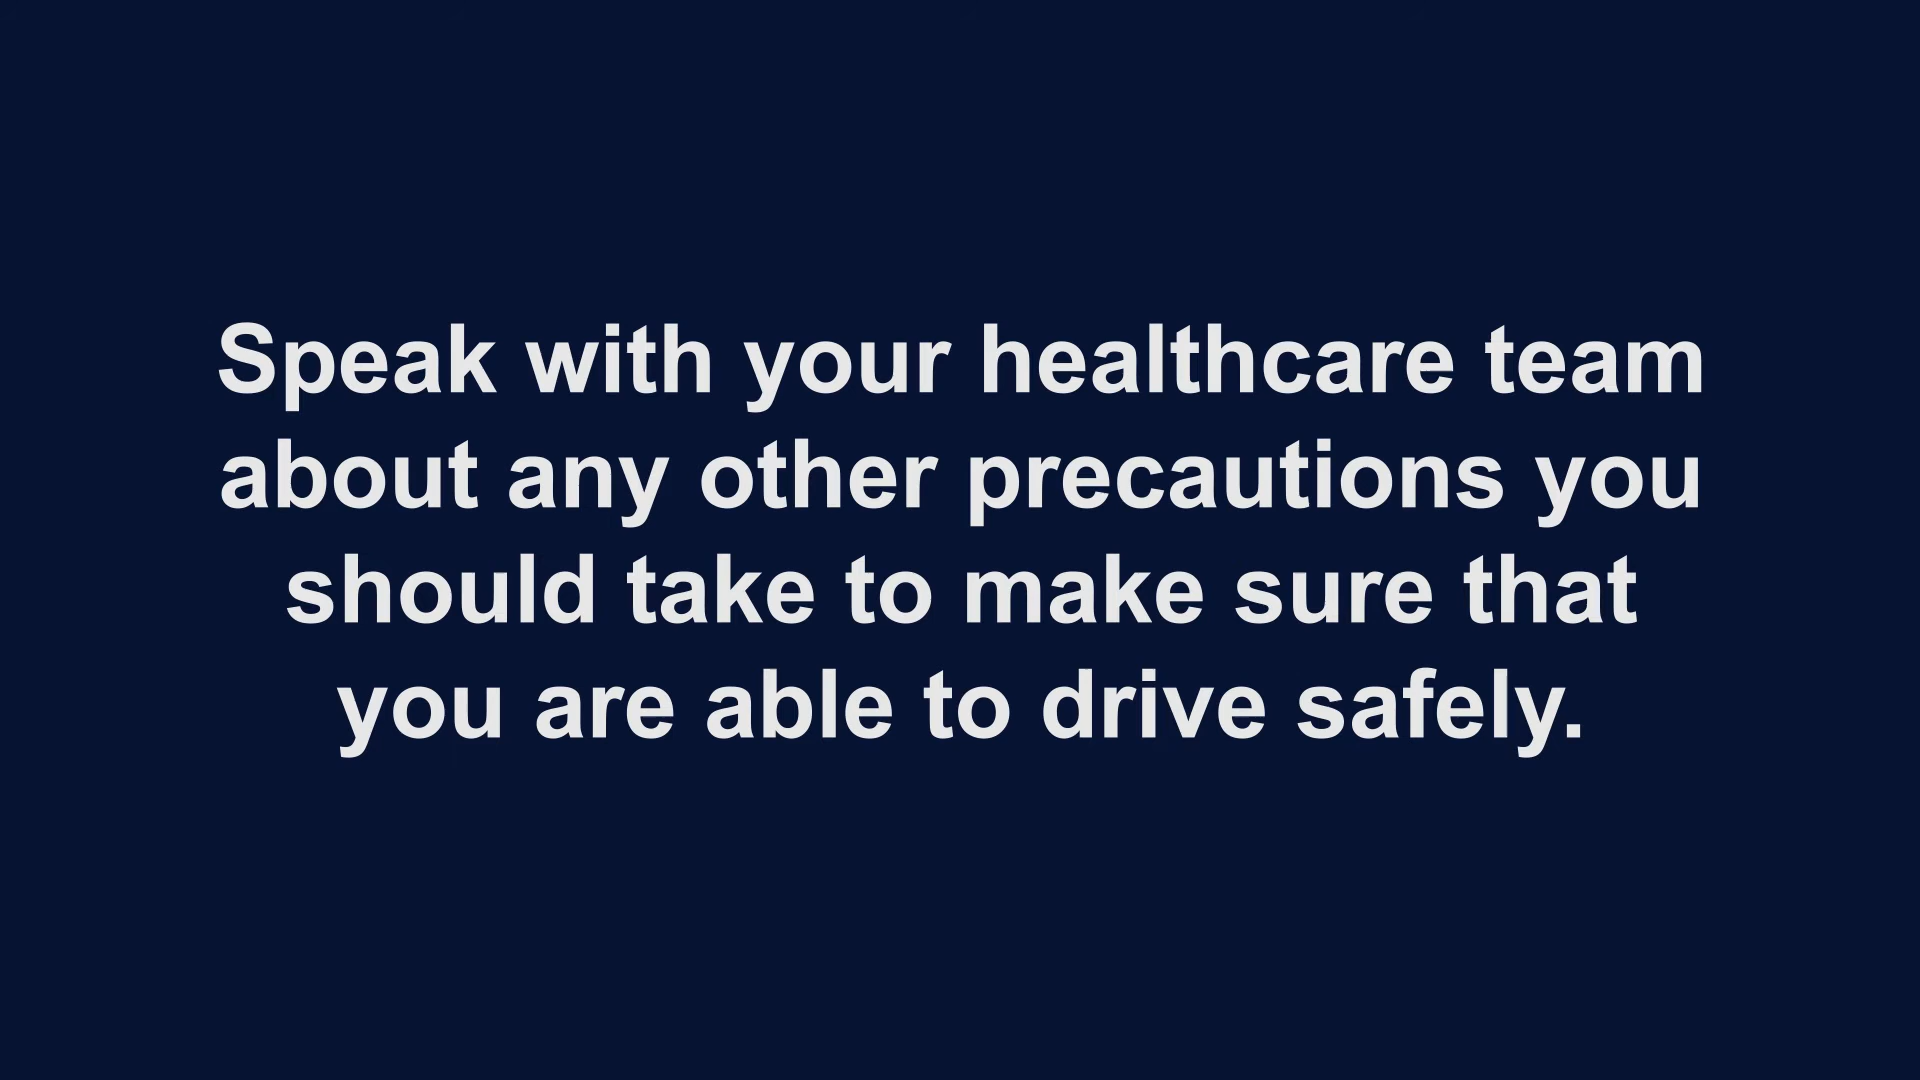 Speak with your healthcare team
about any other precautions you
should take to make sure that
you are able to drive safely.